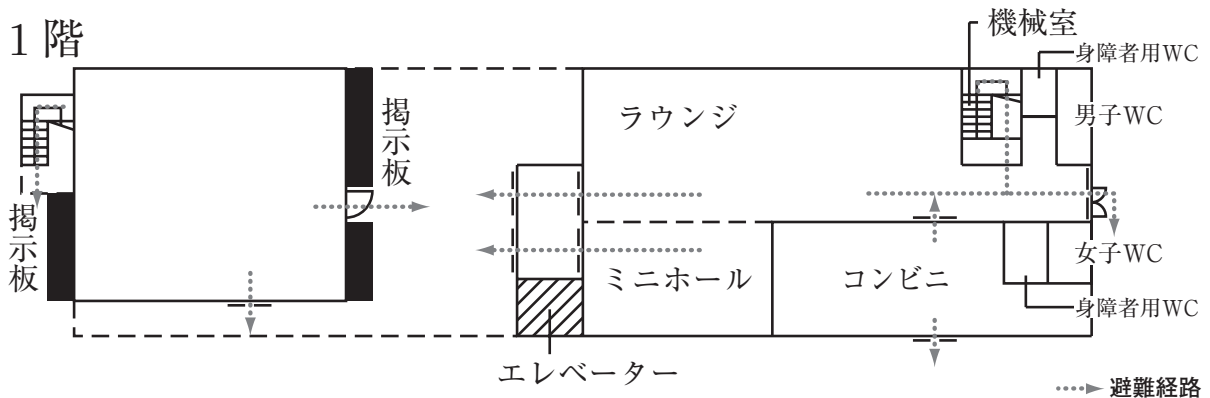 1階
機械室
身障者用WC
ラウンジ
男子WC
掲示板
掲示板
女子WC
ミニホール
コンビニ
身障者用WC
エレベーター
避難経路